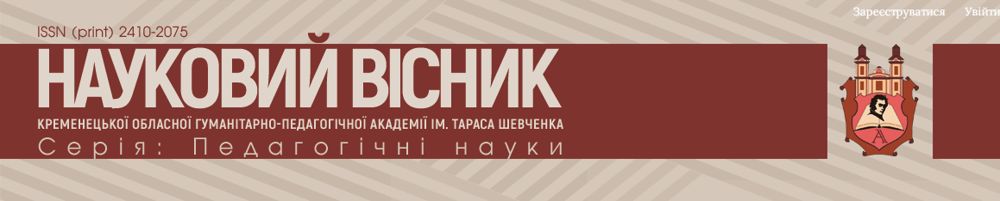 Зареєструватися Увійти
ISSN (print) 2410-2075
НАУКОВИЙ ВІСНИК
КРЕМЕНЕЦЬКОЇ ОБЛАСНОЇ ГУМАНІТАРНО-ПЕДАГОГІЧНОЇ АКАДЕМІЇ ІМ. ТАРАСА ШЕВЧЕНКА
Серія: Педагогічні науки